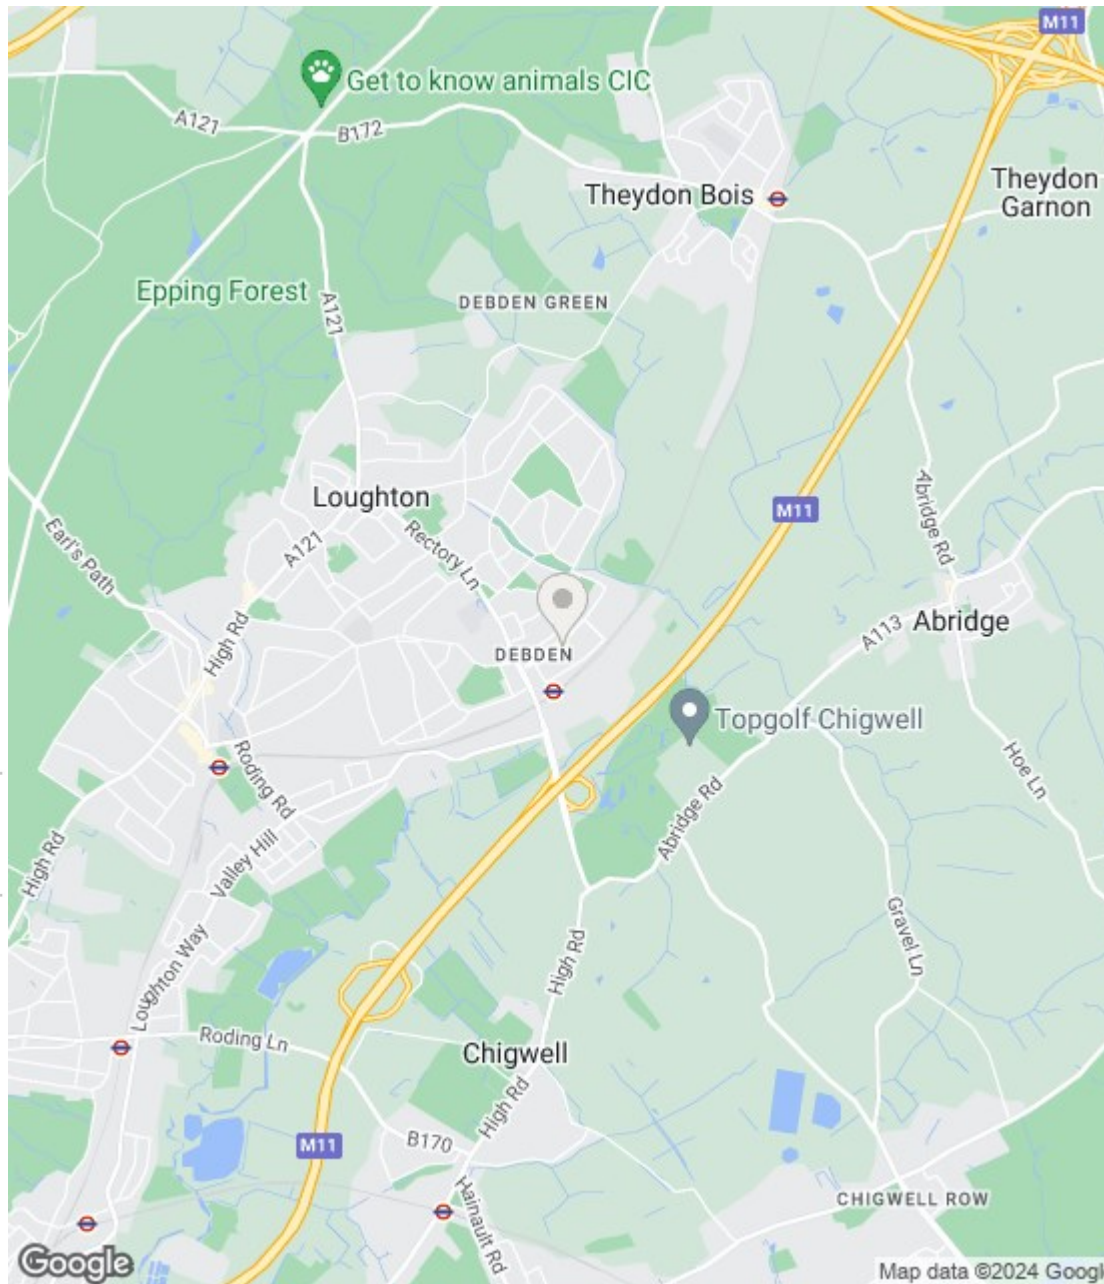 M11
Get to know animals CIC
A121
B172
Theydon Bois
Theydon
Garnon
Epping Forest
A121
DEBDEN GREEN
Loughton
M11
Abridge Rd
Earl's Path
A121
Rectory Ln
High Rd
DEBDEN
A113
Abridge
Topgolf Chigwell
Roding Rd
Hoe Ln
Abridge Rd
Valley Hill
High Rd
Gravel Ln
Loughton Way
High Rd
Roding Ln
Chigwell
High Rd
M11
B170
Hainault Rd
CHIGWELL ROW
Google
Map data ©2024 Googl